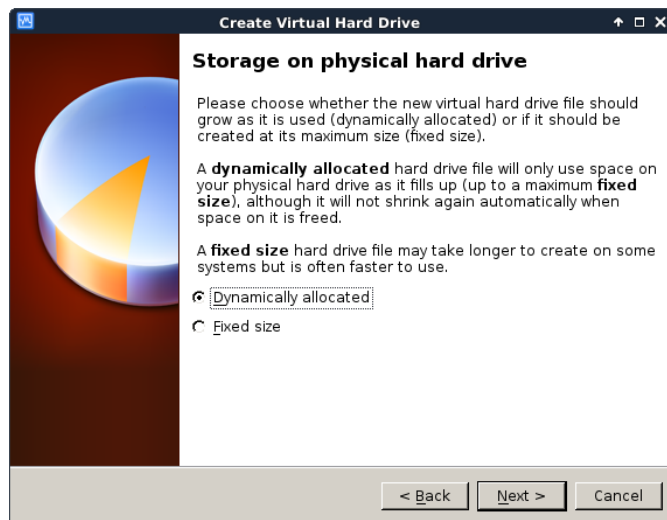 Create Virtual Hard Drive
Storage on physical hard drive
Please choose whether the new virtual hard drive file should
grow as it is used (dynamically allocated) or if it should be
created at its maximum size (fixed size).
A dynamically allocated hard drive file will only use space on
your physical hard drive as it fills up (up to a maximum fixed
size), although it will not shrink again automatically when
space on it is freed.
A fixed size hard drive file may take longer to create on some
systems but is often faster to use.
Dynamically allocated
Fixed size
< Back Next > Cancel